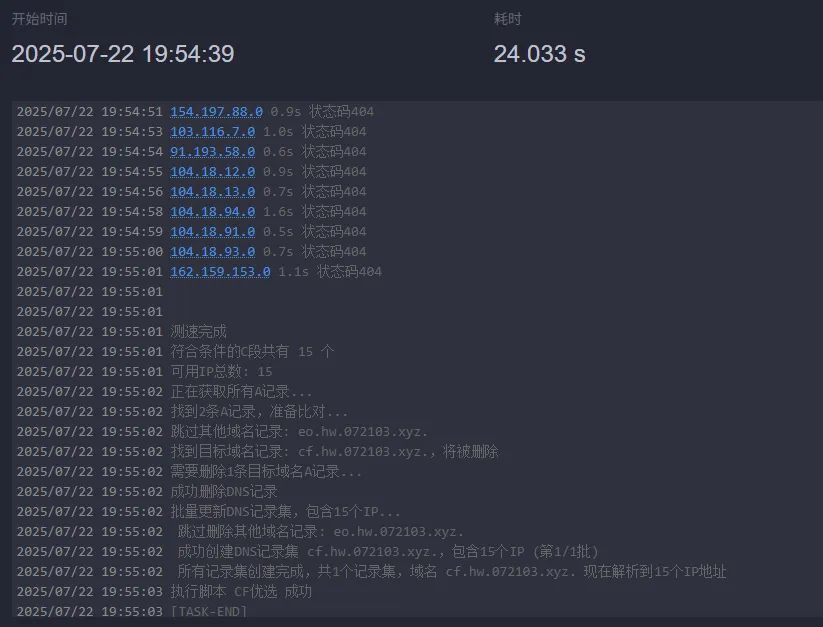 开始时间
耗时
2025-07-22 19:54:39
24.033 s
2025/07/22 19:54:51 154.197.88.0 0.9s 状态码404
2025/07/22 19:54:53 103.116.7.0 1.0s 状态码404
2025/07/22 19:54:54 91.193.58.0 0.6s 状态码404
2025/07/22 19:54:55 104.18.12.0 0.9s 状态码404
2025/07/22 19:54:56 104.18.13.0 0.7s 状态码404
2025/07/22 19:54:58 104.18.94.0 1.6s 状态码404
2025/07/22 19:54:59 104.18.91.0 0.5s 状态码404
2025/07/22 19:55:00 104.18.93.0 0.7s 状态码404
2025/07/22 19:55:01 162.159.153.0 1.1s 状态码404
2025/07/22 19:55:01
2025/07/22 19:55:01
2025/07/22 19:55:01 测速完成
2025/07/22 19:55:01 符合条件的C段共有 15 个
2025/07/22 19:55:01 可用IP总数: 15
2025/07/22 19:55:02 正在获取所有A记录...
2025/07/22 19:55:02 找到2条A记录，准备比对...
2025/07/22 19:55:02 跳过其他域名记录: eo.hw.072103.xyz.
2025/07/22 19:55:02 找到目标域名记录: cf.hw.072103.xyz.，将被删除
2025/07/22 19:55:02 需要删除1条目标域名A记录...
2025/07/22 19:55:02 成功删除DNS记录
2025/07/22 19:55:02 批量更新DNS记录集，包含15个IP...
2025/07/22 19:55:02 跳过删除其他域名记录: eo.hw.072103.xyz.
2025/07/22 19:55:02 成功创建DNS记录集 cf.hw.072103.xyz.，包含15个IP (第1/1批)
2025/07/22 19:55:02 所有记录集创建完成，共1个记录集，域名 cf.hw.072103.xyz. 现在解析到15个IP地址
2025/07/22 19:55:03 执行脚本 CF优选 成功
2025/07/22 19:55:03 [TASK-END]